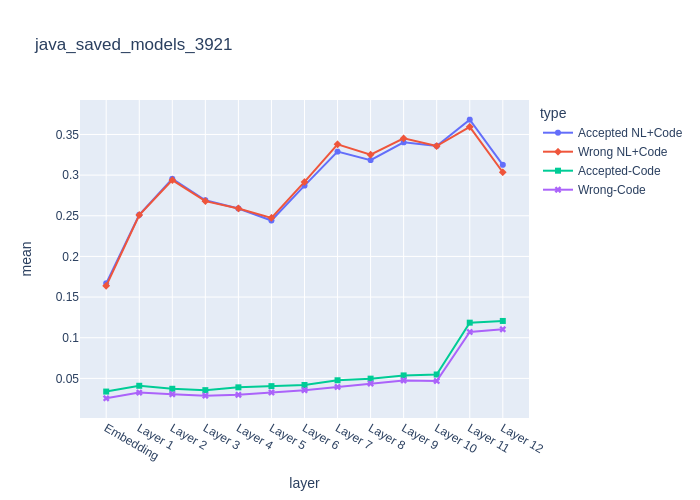 java_saved_models_3921
type
Accepted NL+Code
Wrong NL+Code
Accepted-Code
Wrong-Code
mean
0.35
0.3
0.25
0.2
0.15
0.1
0.05
Embedding
Layer 1
Layer 2
Layer 3
Layer 4
Layer 5
Layer 6
Layer 7
Layer 8
Layer 9
Layer 10
Layer 11
Layer 12
layer